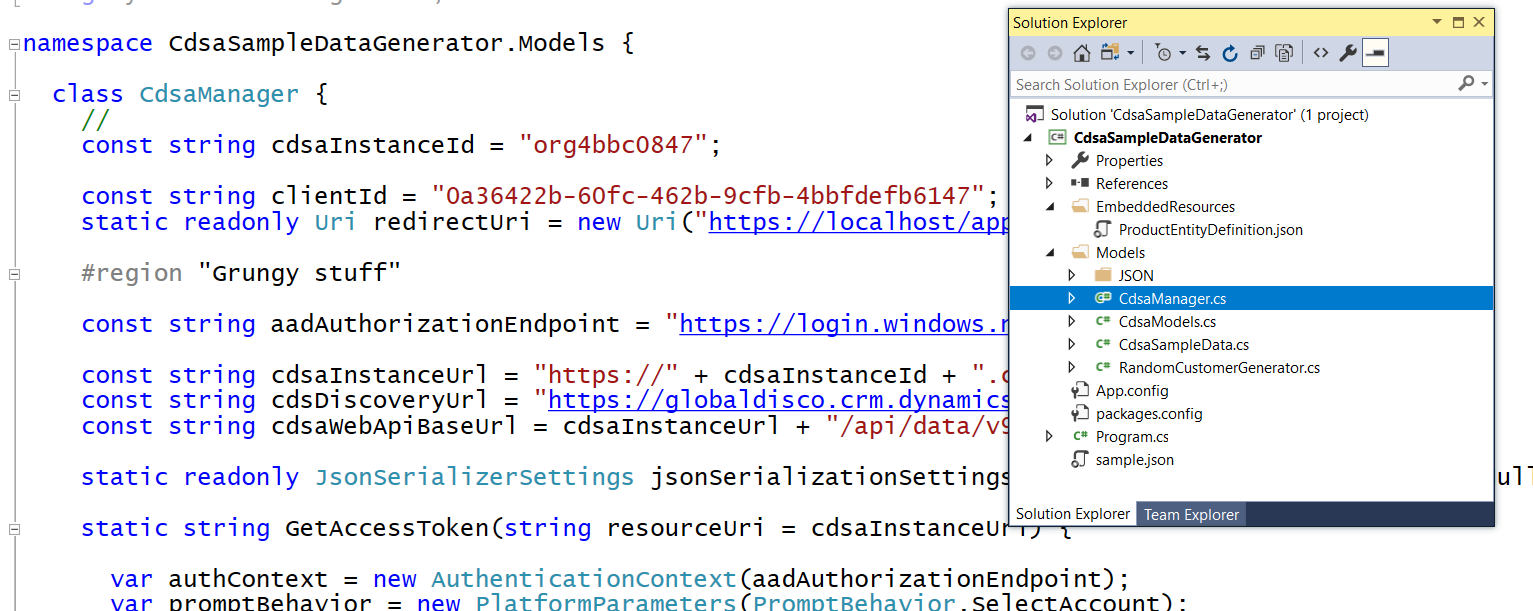 namespace CdsaSampleDataGenerator.Models {
class CdsaManager {
//
const string cdsaInstanceId = "org4bbc0847";
const string clientId = "0a36422b-60fc-462b-9cfb-4bbfdefb6147";
static readonly Uri redirectUri = new Uri("https://localhost/app
#region "Grungy stuff"
const string aadAuthorizationEndpoint = "https://login.windows.n
const string cdsaInstanceUrl = "https://" + cdsaInstanceId + ".c
const string cdsDiscoveryUrl = "https://globaldisco.crm.dynamics
const string cdsaWebApiBaseUrl = cdsaInstanceUrl + "/api/data/v9
static readonly JsonSerializerSettings jsonSerializationSettings
static string GetAccessToken(string resourceUri = cdsaInstanceUri) {
var authContext = new AuthenticationContext(aadAuthorizationEndpoint);
var promptBehavior = new PlatformParameters(PromptBehavior.SelectAccount);
Solution Explorer
Search Solution Explorer (Ctrl+;)
Solution 'CdsaSampleDataGenerator' (1 project)
C# CdsaSampleDataGenerator
Properties
References
EmbeddedResources
ProductEntityDefinition.json
Models
JSON
C# CdsaManager.cs
C# CdsaModels.cs
C# CdsaSampleData.cs
C# RandomCustomerGenerator.cs
App.config
packages.config
C# Program.cs
sample.json
Solution Explorer Team Explorer